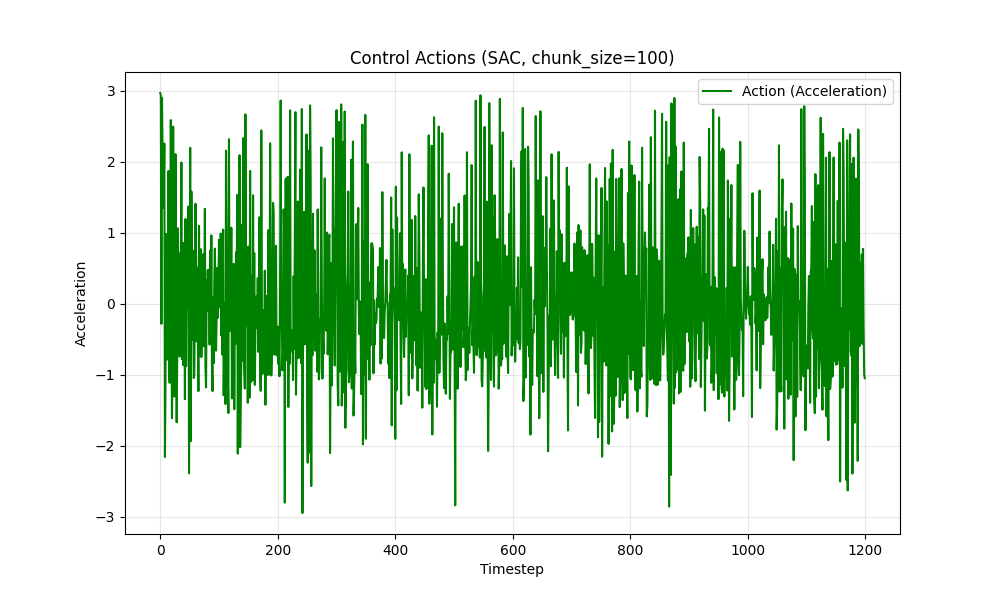 Control Actions (SAC, chunk_size=100)
Action (Acceleration)
3
2
1
0
−1
−2
−3
Acceleration
0 200 400 600 800 1000 1200
Timestep